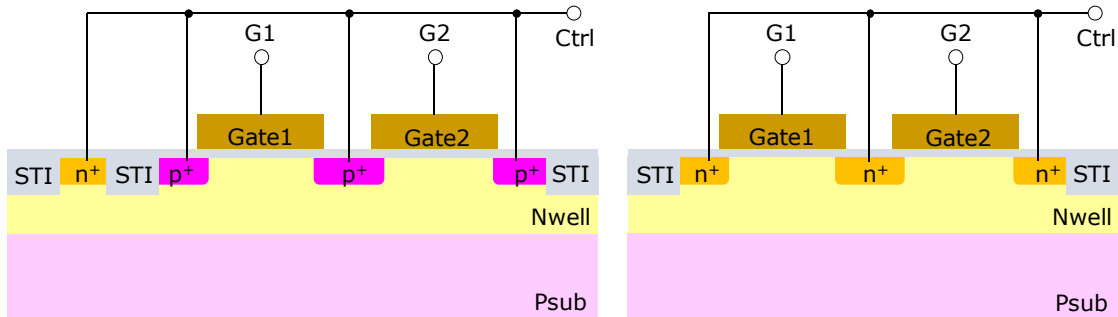 G1 G2 Ctrl
Gate1 Gate2
STI n+ STI p+ p+ p+ STI
Nwell
Psub
G1 G2 Ctrl
Gate1 Gate2
STI n+ n+ n+ STI
Nwell
Psub